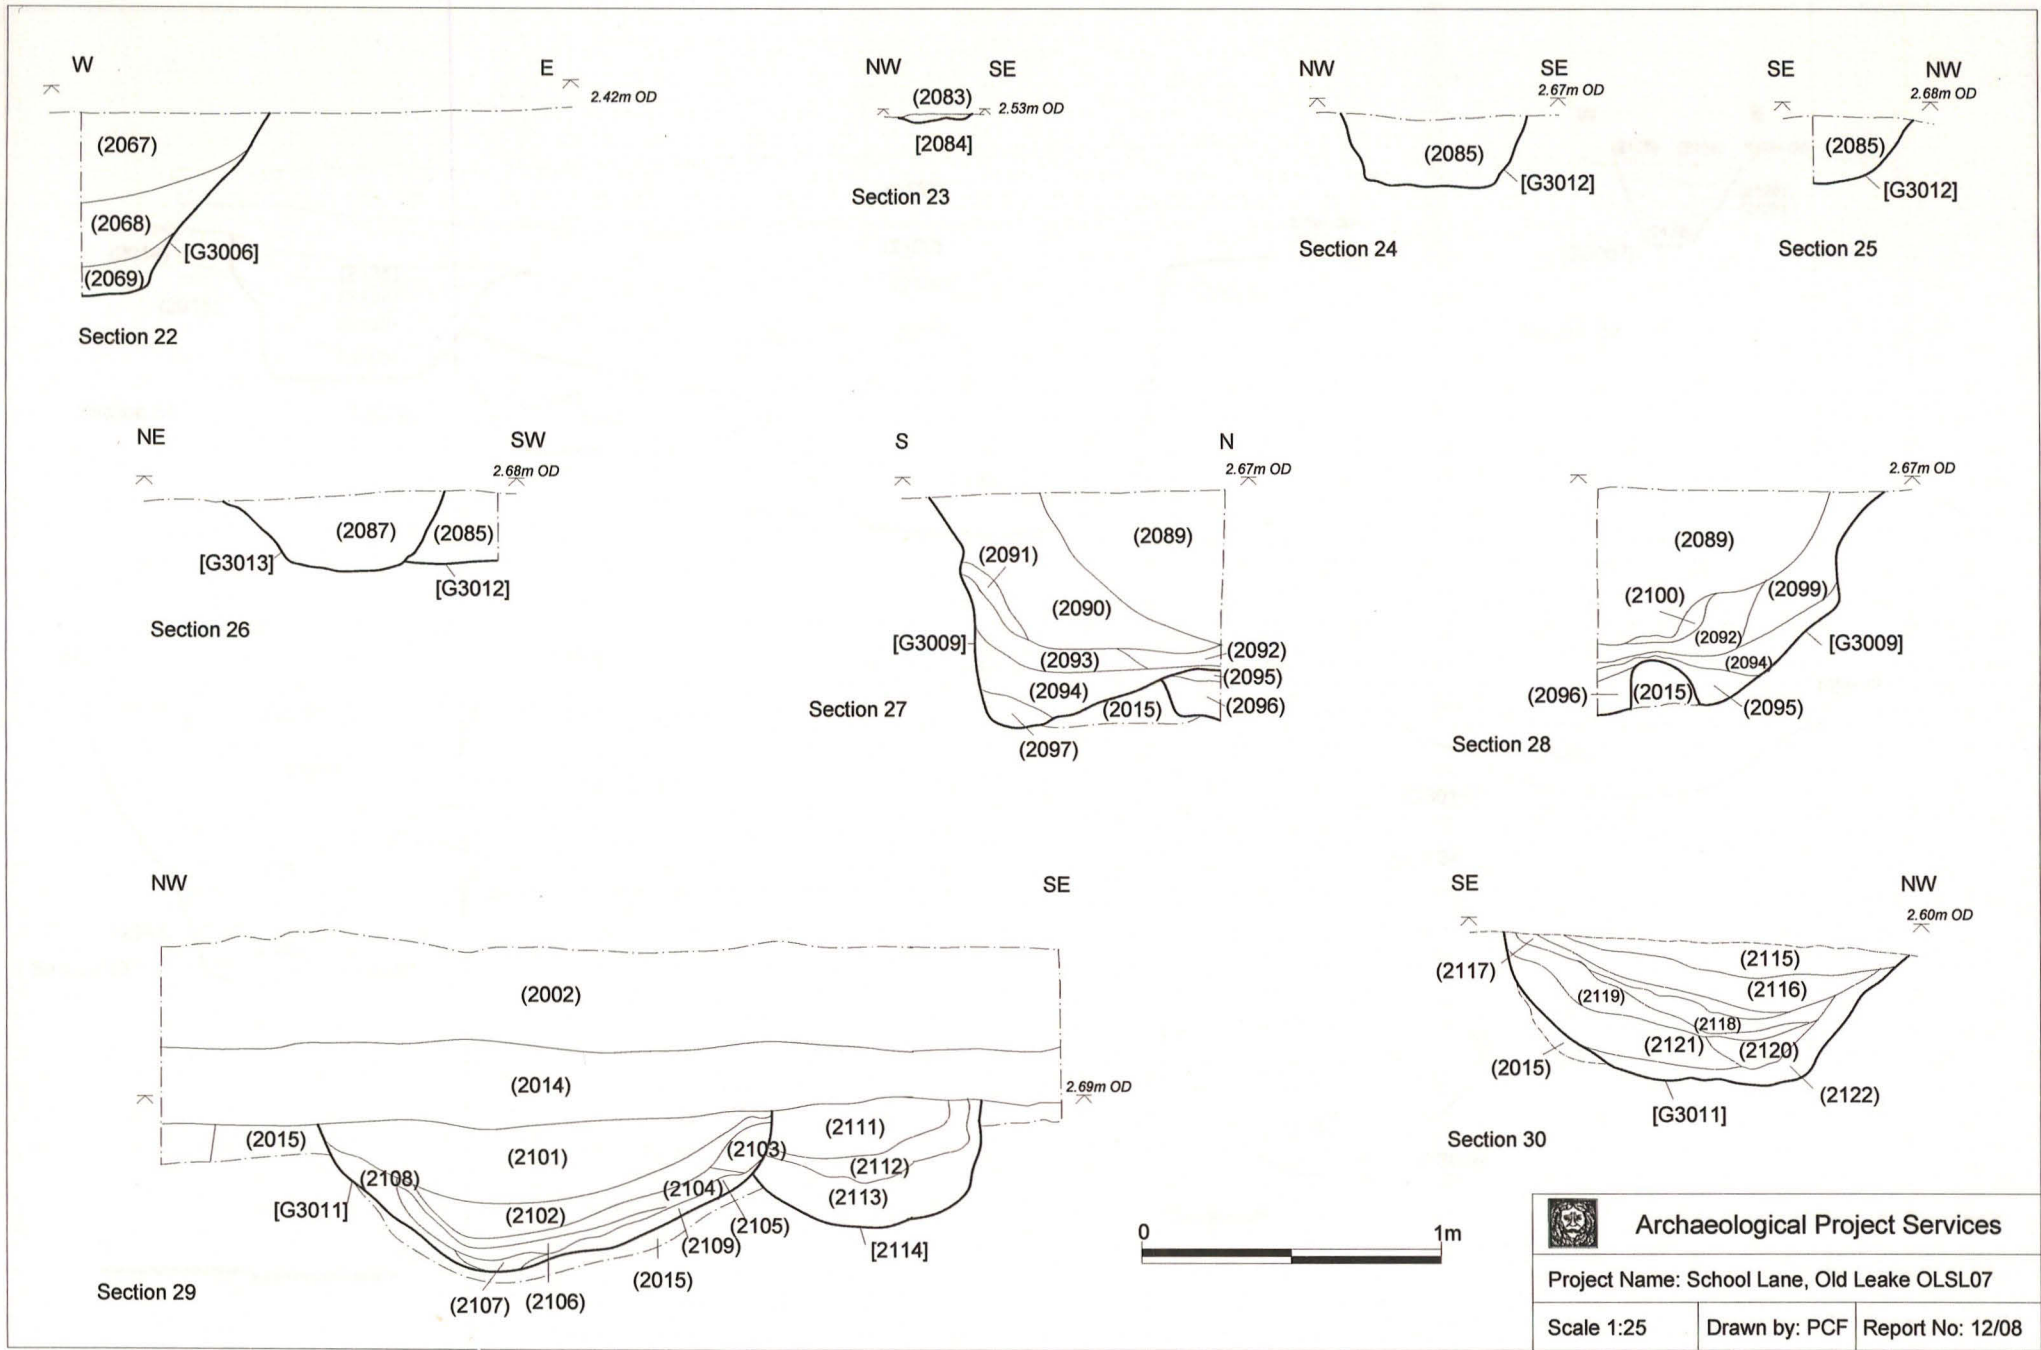 W E
2.42m OD
(2067)
(2068)
[G3006]
(2069)
Section 22
NW SE
(2083)
2.53m OD
[2084]
Section 23
NW SE
2.67m OD
(2085)
[G3012]
Section 24
SE NW
2.68m OD
(2085)
[G3012]
Section 25
NE SW
2.68m OD
(2087) (2085)
[G3013]
[G3012]
Section 26
S N
2.67m OD
(2089)
(2091)
(2090)
[G3009]
(2092)
(2093)
(2095)
(2094)
(2096)
(2015)
(2097)
Section 27
2.67m OD
(2089)
(2099)
(2100)
(2092)
[G3009]
(2094)
(2096) (2015)
(2095)
Section 28
NW SE
(2002)
(2014)
2.69m OD
(2111)
(2015)
(2103)
(2101)
(2112)
(2108)
(2104)
(2113)
[G3011]
(2102)
(2105)
(2109)
[2114]
(2015)
(2107) (2106)
Section 29
SE NW
2.60m OD
(2115)
(2117)
(2116)
(2119)
(2118)
(2121) (2120)
(2015)
(2122)
[G3011]
Section 30
0 1m
Archaeological Project Services
Project Name: School Lane, Old Leake OLSL07
Scale 1:25 Drawn by: PCF Report No: 12/08